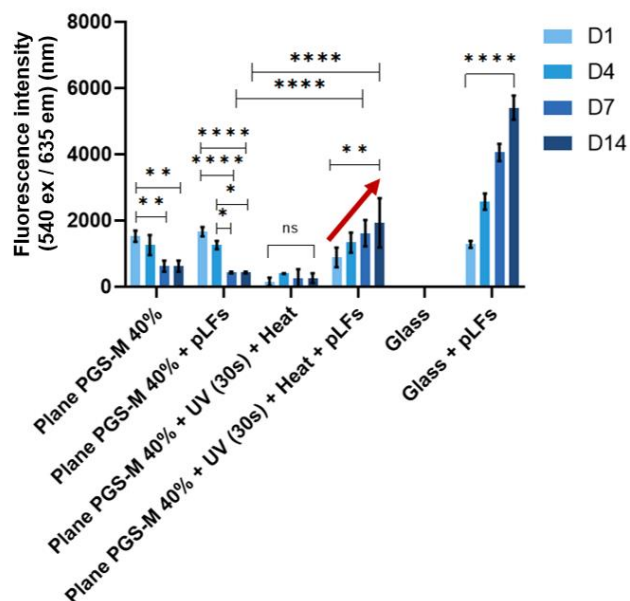 8000
6000
4000
2000
0
Fluorescence intensity
(540 ex / 635 em) (nm)
D1
D4
D7
D14
****
****
****
****
****
**
**
*
*
ns
**
Plane PGS-M 40%
Plane PGS-M 40% + pLFs
Plane PGS-M 40% + UV (30s) + Heat
Plane PGS-M 40% + UV (30s) + Heat + pLFs
Glass
Glass + pLFs